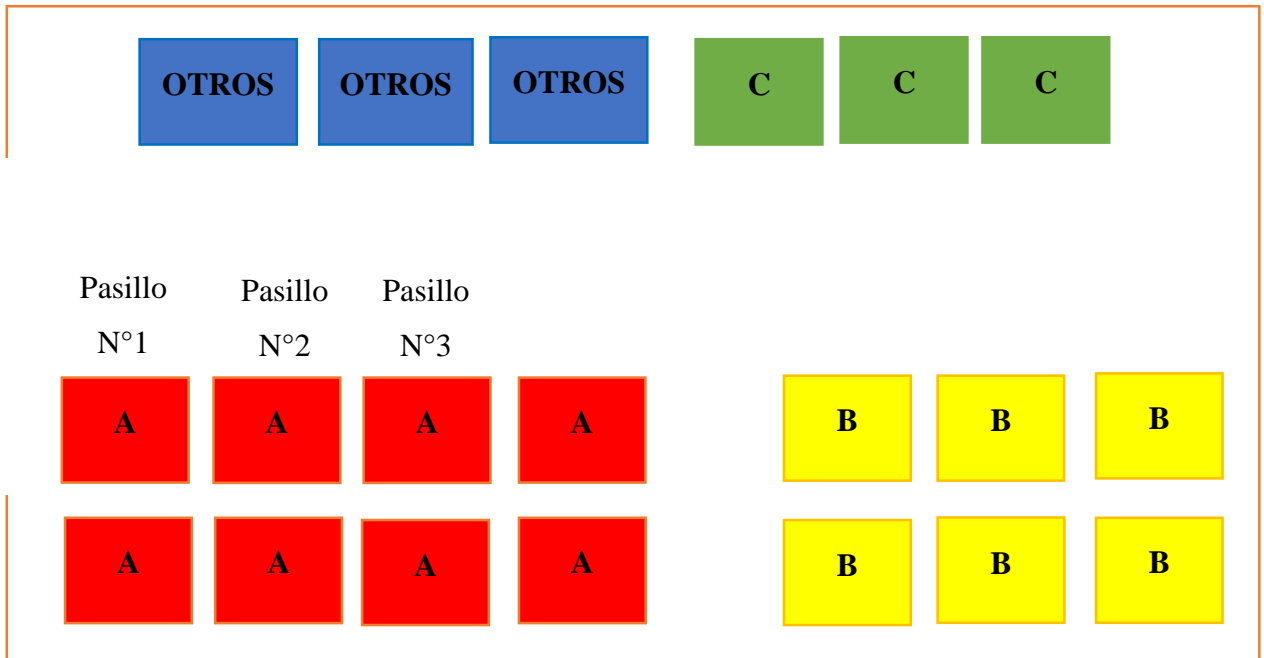 OTROS OTROS OTROS C C C
Pasillo Pasillo Pasillo
N°1 N°2 N°3
A A A A B B B
A A A A B B B